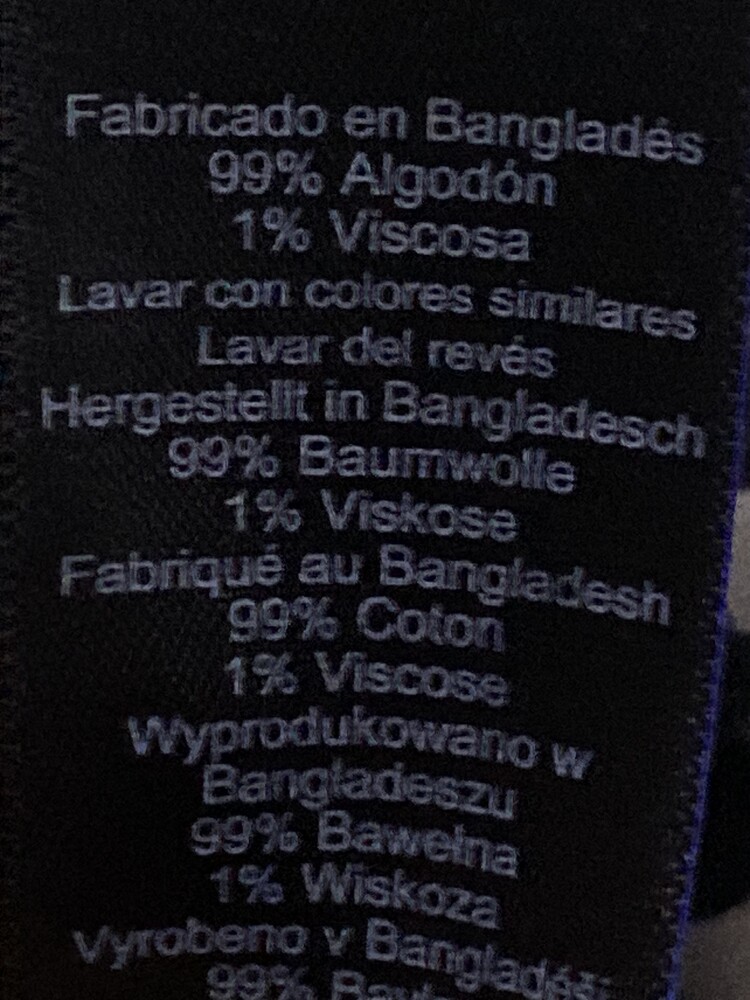 Fabricado en Bangladés
99% Algodón
1% Viscosa
Lavar con colores similares
Lavar del revés
Hergestellt in Bangladesch
99% Baumwolle
1% Viskose
Fabriqué au Bangladesh
99% Coton
1% Viscose
Wyprodukowano w
Bangladeszu
99% Bawełna
1% Wiskoza
Vyrobeno v
99%